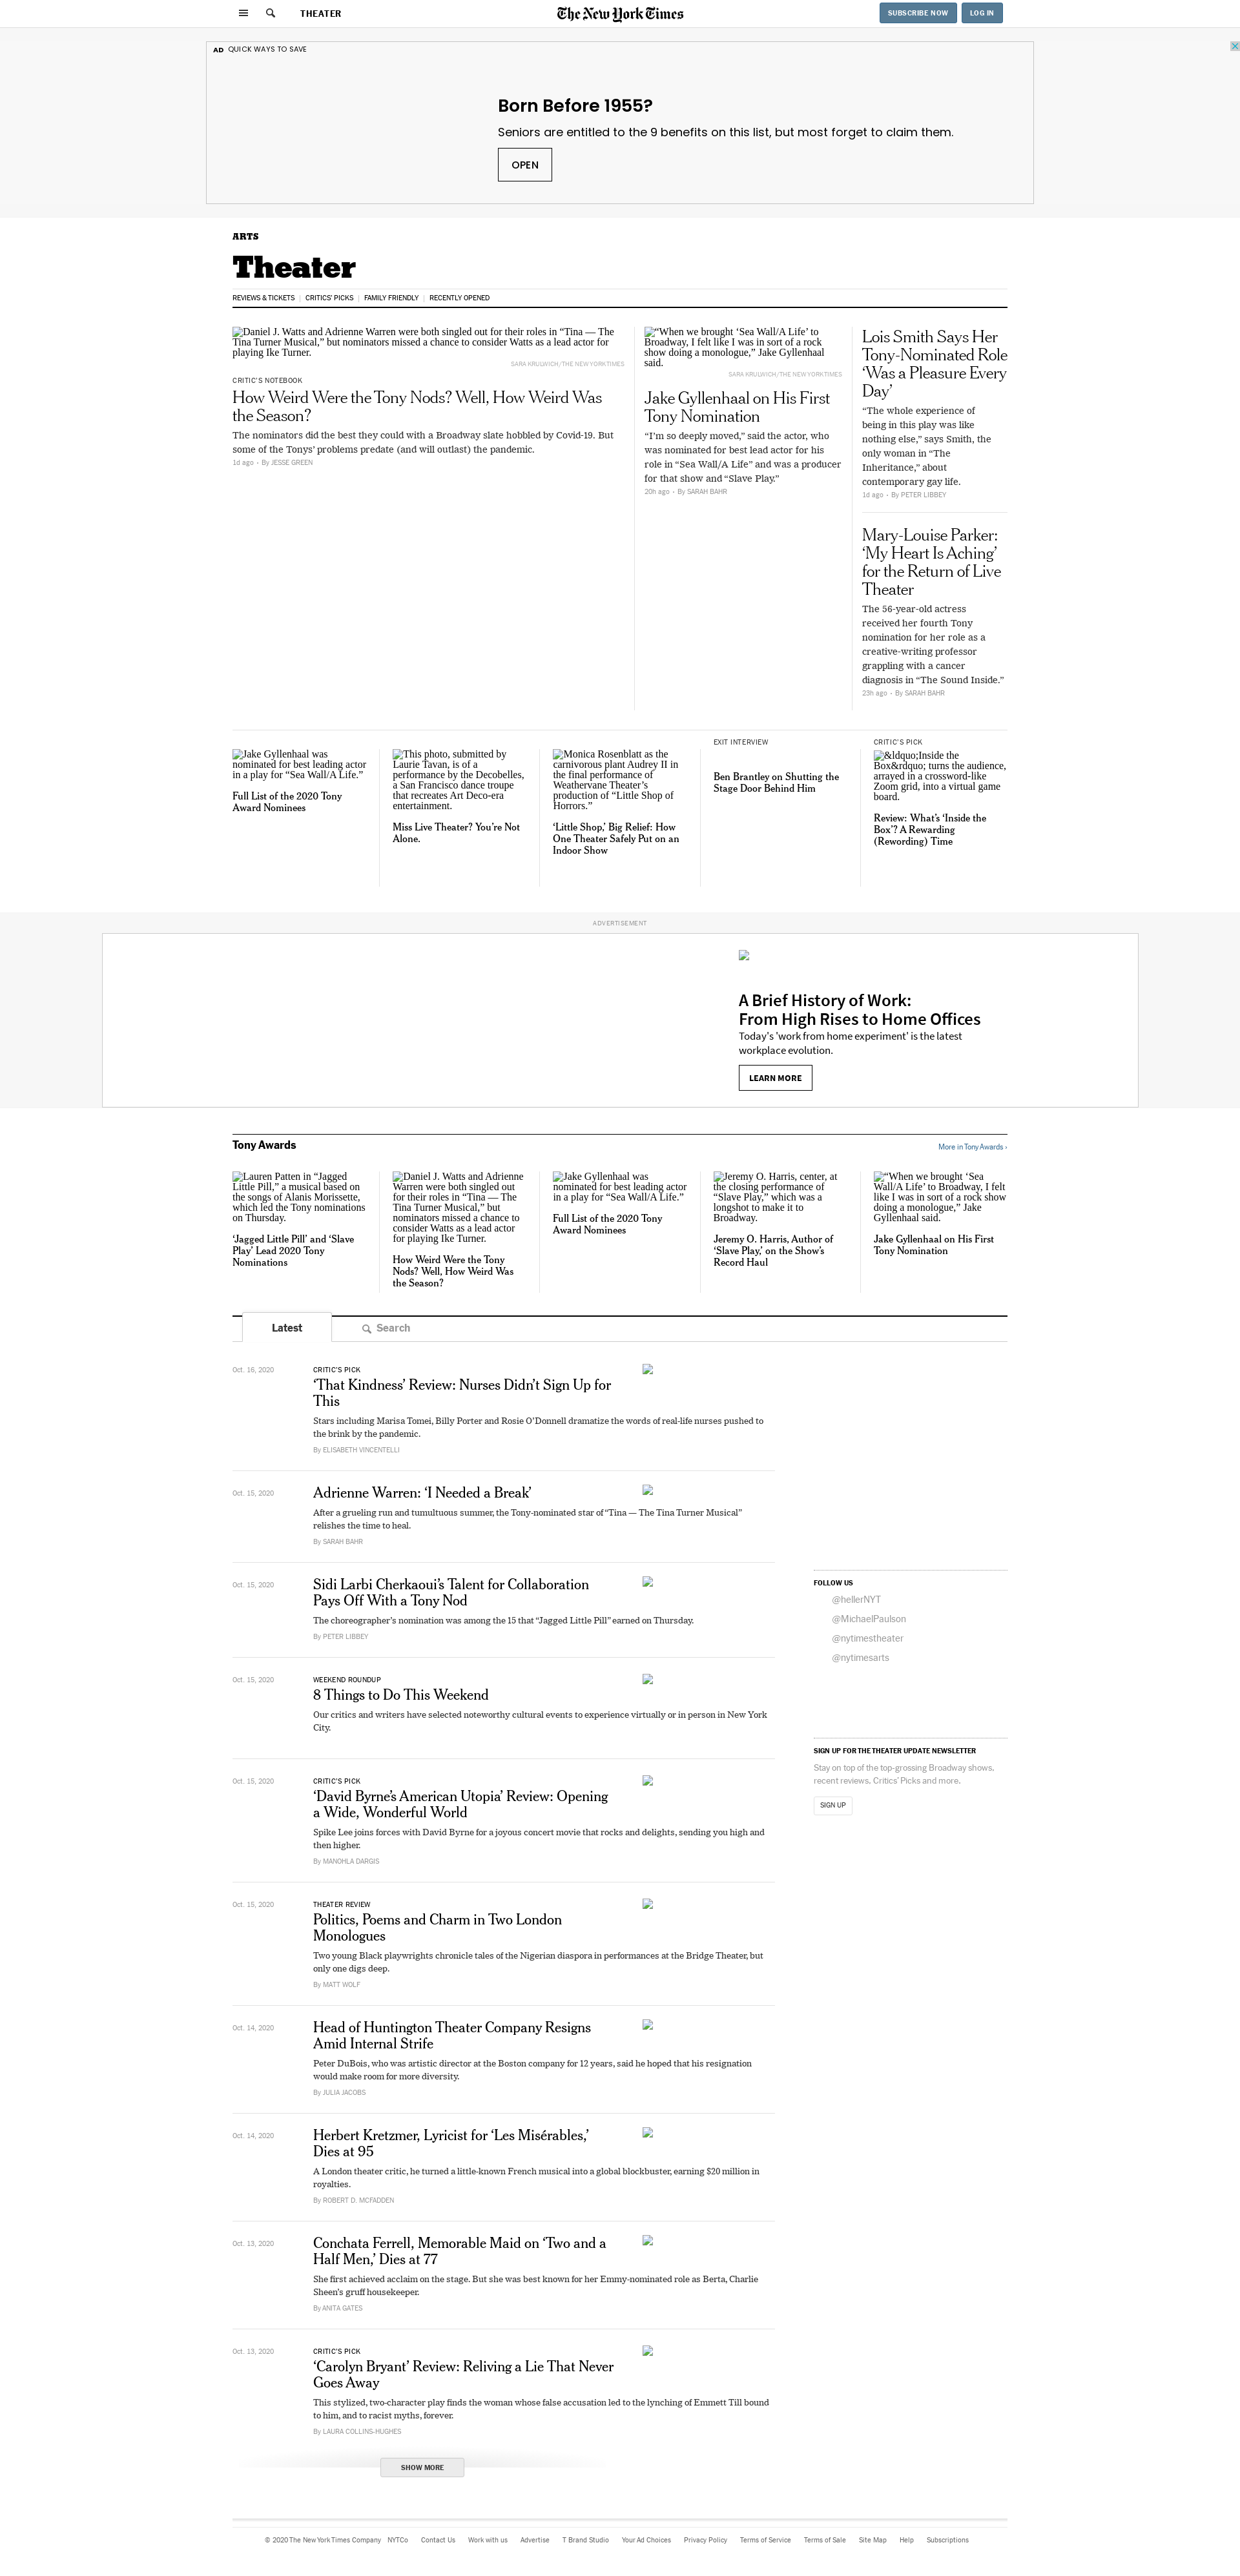 THEATER
The New York Times
SUBSCRIBE NOW
LOG IN
AD QUICK WAYS TO SAVE
Born Before 1955?
Seniors are entitled to the 9 benefits on this list, but most forget to claim them.
OPEN
ARTS
Theater
REVIEWS & TICKETS | CRITICS' PICKS | FAMILY FRIENDLY | RECENTLY OPENED
Daniel J. Watts and Adrienne Warren were both singled out for their roles in “Tina — The
Tina Turner Musical,” but nominators missed a chance to consider Watts as a lead actor for
playing Ike Turner.
SARA KRULWICH/THE NEW YORK TIMES
CRITIC'S NOTEBOOK
How Weird Were the Tony Nods? Well, How Weird Was
the Season?
The nominators did the best they could with a Broadway slate hobbled by Covid-19. But
some of the Tonys’ problems predate (and will outlast) the pandemic.
1d ago • By JESSE GREEN
“When we brought ‘Sea Wall/A Life’ to
Broadway, I felt like I was in sort of a rock
show doing a monologue,” Jake Gyllenhaal
said.
SARA KRULWICH/THE NEW YORK TIMES
Jake Gyllenhaal on His First
Tony Nomination
“I’m so deeply moved,” said the actor, who
was nominated for best lead actor for his
role in “Sea Wall/A Life” and was a producer
for that show and “Slave Play.”
20h ago • By SARAH BAHR
Lois Smith Says Her
Tony-Nominated Role
‘Was a Pleasure Every
Day’
“The whole experience of
being in this play was like
nothing else,” says Smith, the
only woman in “The
Inheritance,” about
contemporary gay life.
1d ago • By PETER LIBBEY
Mary-Louise Parker:
‘My Heart Is Aching’
for the Return of Live
Theater
The 56-year-old actress
received her fourth Tony
nomination for her role as a
creative-writing professor
grappling with a cancer
diagnosis in “The Sound Inside.”
23h ago • By SARAH BAHR
Jake Gyllenhaal was
nominated for best leading actor
in a play for “Sea Wall/A Life.”
Full List of the 2020 Tony
Award Nominees
This photo, submitted by
Laurie Tavan, is of a
performance by the Decobelles,
a San Francisco dance troupe
that recreates Art Deco-era
entertainment.
Miss Live Theater? You’re Not
Alone.
Monica Rosenblatt as the
carnivorous plant Audrey II in
the final performance of
Weathervane Theater’s
production of “Little Shop of
Horrors.”
‘Little Shop,’ Big Relief: How
One Theater Safely Put on an
Indoor Show
EXIT INTERVIEW
Ben Brantley on Shutting the
Stage Door Behind Him
CRITIC'S PICK
&ldquo;Inside the
Box&rdquo; turns the audience,
arrayed in a crossword-like
Zoom grid, into a virtual game
board.
Review: What’s ‘Inside the
Box’? A Rewarding
(Rewording) Time
ADVERTISEMENT
A Brief History of Work:
From High Rises to Home Offices
Today's 'work from home experiment' is the latest
workplace evolution.
LEARN MORE
Tony Awards
More in Tony Awards ›
Lauren Patten in “Jagged
Little Pill,” a musical based on
the songs of Alanis Morissette,
which led the Tony nominations
on Thursday.
‘Jagged Little Pill’ and ‘Slave
Play’ Lead 2020 Tony
Nominations
Daniel J. Watts and Adrienne
Warren were both singled out
for their roles in “Tina — The
Tina Turner Musical,” but
nominators missed a chance to
consider Watts as a lead actor
for playing Ike Turner.
How Weird Were the Tony
Nods? Well, How Weird Was
the Season?
Jake Gyllenhaal was
nominated for best leading actor
in a play for “Sea Wall/A Life.”
Full List of the 2020 Tony
Award Nominees
Jeremy O. Harris, center, at
the closing performance of
“Slave Play,” which was a
longshot to make it to
Broadway.
Jeremy O. Harris, Author of
‘Slave Play,’ on the Show’s
Record Haul
“When we brought ‘Sea
Wall/A Life’ to Broadway, I felt
like I was in sort of a rock show
doing a monologue,” Jake
Gyllenhaal said.
Jake Gyllenhaal on His First
Tony Nomination
Latest
Search
Oct. 16, 2020
CRITIC'S PICK
‘That Kindness’ Review: Nurses Didn’t Sign Up for
This
Stars including Marisa Tomei, Billy Porter and Rosie O’Donnell dramatize the words of real-life nurses pushed to
the brink by the pandemic.
By ELISABETH VINCENTELLI
Oct. 15, 2020
Adrienne Warren: ‘I Needed a Break’
After a grueling run and tumultuous summer, the Tony-nominated star of “Tina — The Tina Turner Musical”
relishes the time to heal.
By SARAH BAHR
Oct. 15, 2020
Sidi Larbi Cherkaoui’s Talent for Collaboration
Pays Off With a Tony Nod
The choreographer’s nomination was among the 15 that “Jagged Little Pill” earned on Thursday.
By PETER LIBBEY
Oct. 15, 2020
WEEKEND ROUNDUP
8 Things to Do This Weekend
Our critics and writers have selected noteworthy cultural events to experience virtually or in person in New York
City.
Oct. 15, 2020
CRITIC'S PICK
‘David Byrne’s American Utopia’ Review: Opening
a Wide, Wonderful World
Spike Lee joins forces with David Byrne for a joyous concert movie that rocks and delights, sending you high and
then higher.
By MANOHLA DARGIS
Oct. 15, 2020
THEATER REVIEW
Politics, Poems and Charm in Two London
Monologues
Two young Black playwrights chronicle tales of the Nigerian diaspora in performances at the Bridge Theater, but
only one digs deep.
By MATT WOLF
Oct. 14, 2020
Head of Huntington Theater Company Resigns
Amid Internal Strife
Peter DuBois, who was artistic director at the Boston company for 12 years, said he hoped that his resignation
would make room for more diversity.
By JULIA JACOBS
Oct. 14, 2020
Herbert Kretzmer, Lyricist for ‘Les Misérables,’
Dies at 95
A London theater critic, he turned a little-known French musical into a global blockbuster, earning $20 million in
royalties.
By ROBERT D. MCFADDEN
Oct. 13, 2020
Conchata Ferrell, Memorable Maid on ‘Two and a
Half Men,’ Dies at 77
She first achieved acclaim on the stage. But she was best known for her Emmy-nominated role as Berta, Charlie
Sheen’s gruff housekeeper.
By ANITA GATES
Oct. 13, 2020
CRITIC'S PICK
‘Carolyn Bryant’ Review: Reliving a Lie That Never
Goes Away
This stylized, two-character play finds the woman whose false accusation led to the lynching of Emmett Till bound
to him, and to racist myths, forever.
By LAURA COLLINS-HUGHES
SHOW MORE
FOLLOW US
@hellerNYT
@MichaelPaulson
@nytimestheater
@nytimesarts
SIGN UP FOR THE THEATER UPDATE NEWSLETTER
Stay on top of the top-grossing Broadway shows,
recent reviews, Critics’ Picks and more.
SIGN UP
© 2020 The New York Times Company NYTCo Contact Us Work with us Advertise T Brand Studio Your Ad Choices Privacy Policy Terms of Service Terms of Sale Site Map Help Subscriptions